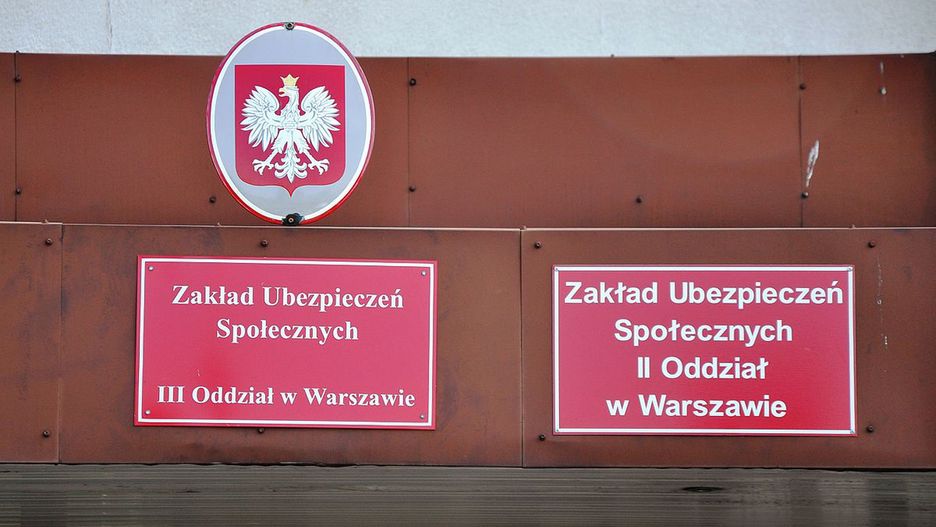 Zakład Ubezpieczeń
Społecznych
III Oddział w Warszawie
Zakład Ubezpieczeń
Społecznych
II Oddział
w Warszawie